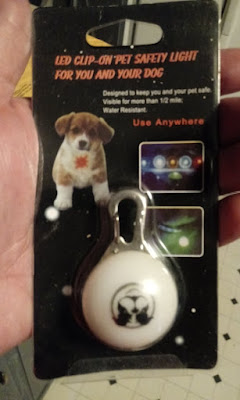 LED CLIP-ON PET SAFETY LIGHT
FOR YOU AND YOUR DOG
Designed to keep you and your pet safe.
Visible for more than 1/2 mile;
Water Resistant.
Use Anywhere